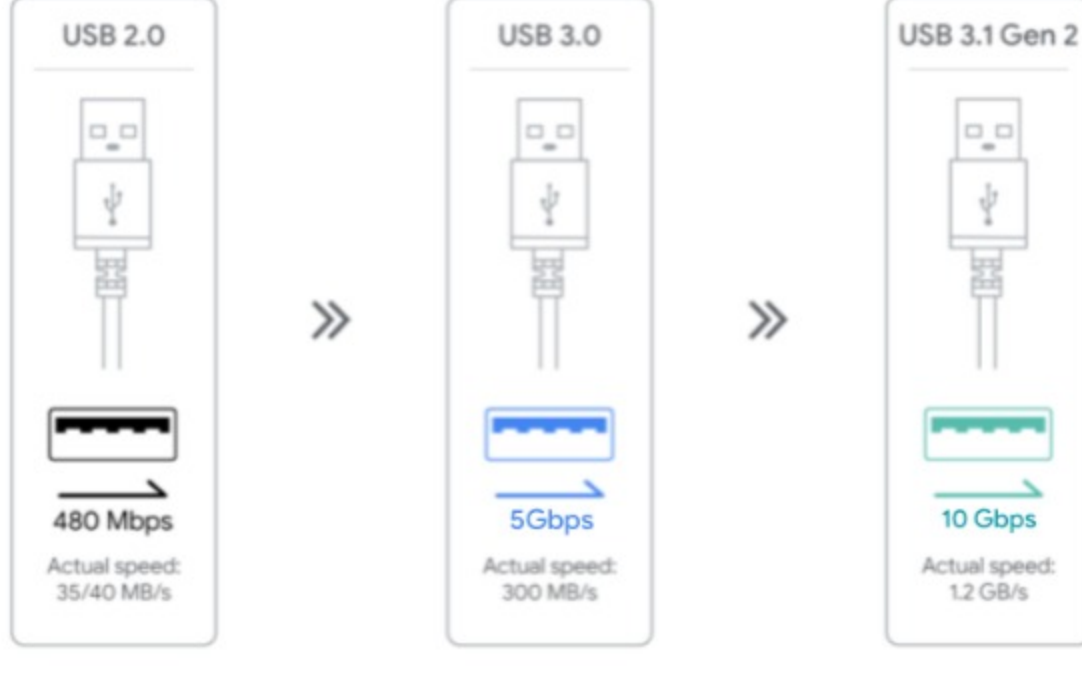 USB 2.0
480 Mbps
Actual speed:
35/40 MB/s
USB 3.0
5Gbps
Actual speed:
300 MB/s
USB 3.1 Gen 2
10 Gbps
Actual speed:
1.2 GB/s